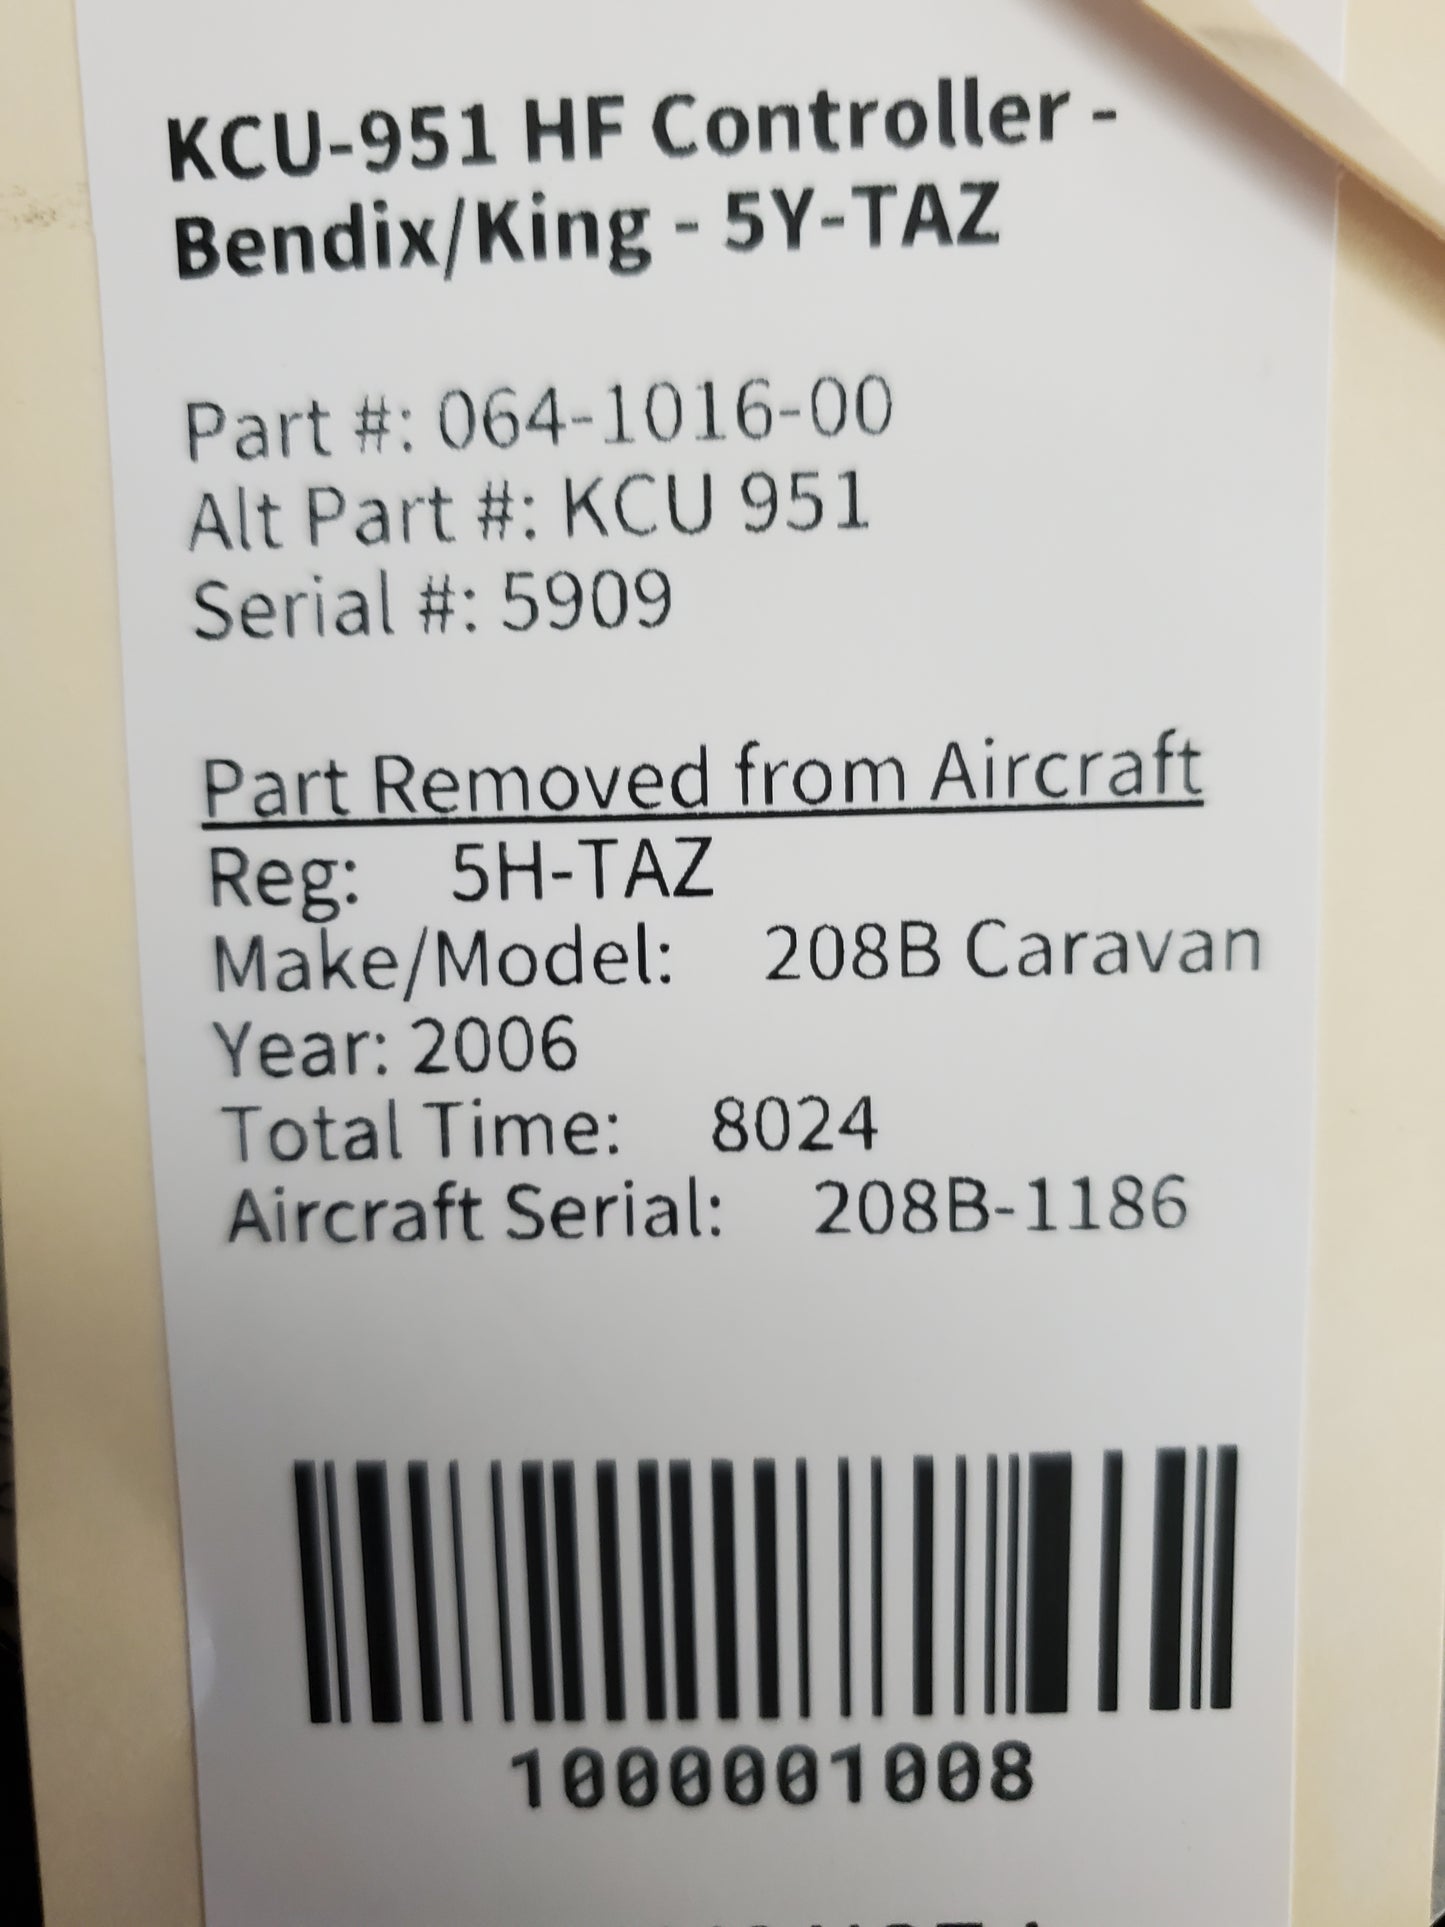 KCU-951 HF Controller -
Bendix/King - 5Y-TAZ
Part #: 064-1016-00
Alt Part #: KCU 951
Serial #: 5909
Part Removed from Aircraft
Reg: 5H-TAZ
Make/Model: 208B Caravan
Year: 2006
Total Time: 8024
Aircraft Serial: 208B-1186
1000001008